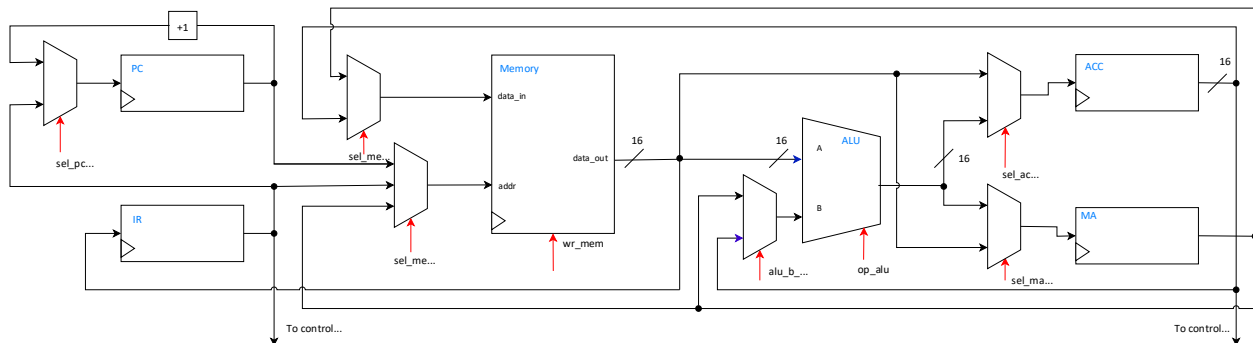 +1
PC
sel_pc...
IR
To control...
sel_me...
sel_me...
Memory
data_in
data_out
addr
wr_mem
16
16
ALU
A
B
alu_b_...
op_alu
16
sel_ac...
sel_ma...
ACC
16
MA
To control...